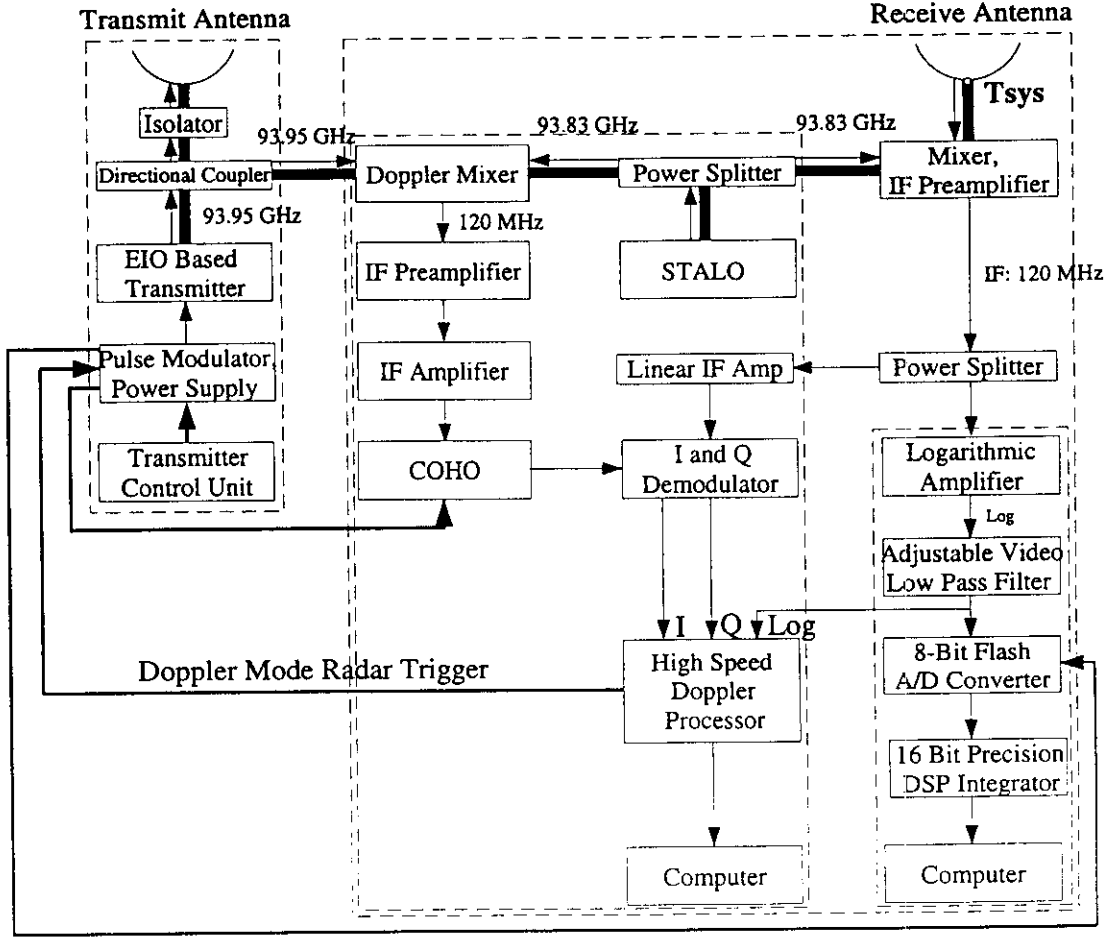 Transmit Antenna
Receive Antenna
Tsys
Isolator
93.95 GHz
93.83 GHz
93.83 GHz
Directional Coupler
Doppler Mixer
Power Splitter
Mixer,
IF Preamplifier
93.95 GHz
120 MHz
EIO Based
Transmitter
IF Preamplifier
STALO
IF: 120 MHz
Pulse Modulator
Power Supply
IF Amplifier
Linear IF Amp
Power Splitter
Transmitter
Control Unit
COHO
I and Q
Demodulator
Logarithmic
Amplifier
Log
Adjustable Video
Low Pass Filter
I
Q
Log
Doppler Mode Radar Trigger
High Speed
Doppler
Processor
8-Bit Flash
A/D Converter
16 Bit Precision
DSP Integrator
Computer
Computer